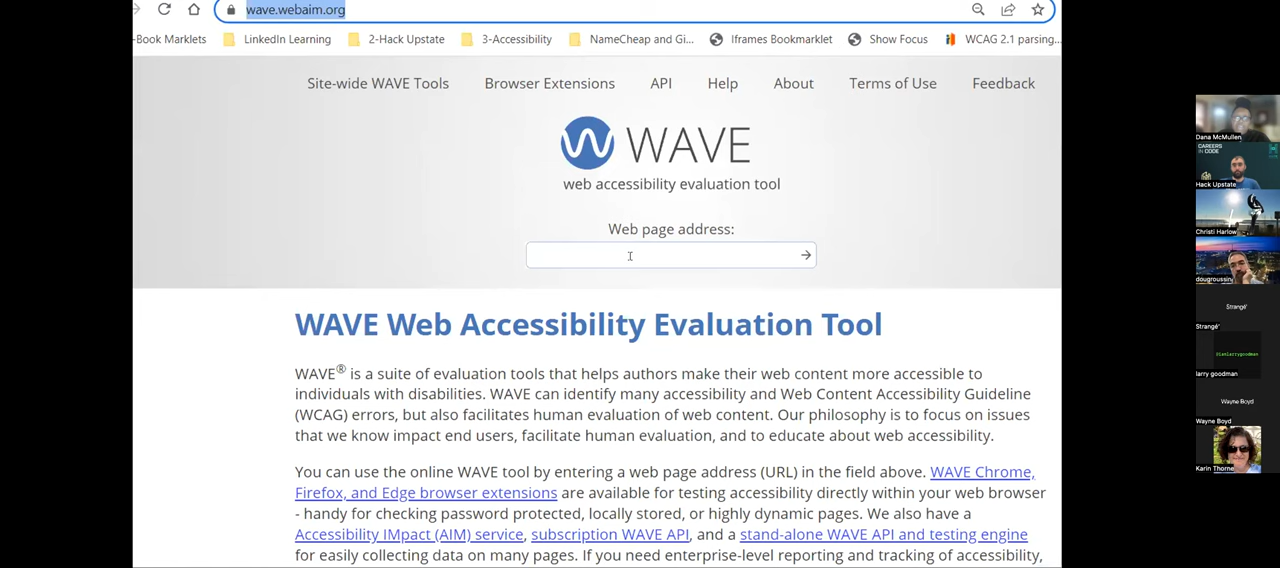 wave.webaim.org
-Book Marklets LinkedIn Learning 2-Hack Upstate 3-Accessibility NameCheap and Gi... Iframes Bookmarklet Show Focus WCAG 2.1 parsing...
Site-wide WAVE Tools Browser Extensions API Help About Terms of Use Feedback
WAVE
web accessibility evaluation tool
Web page address:
WAVE Web Accessibility Evaluation Tool
WAVE® is a suite of evaluation tools that helps authors make their web content more accessible to
individuals with disabilities. WAVE can identify many accessibility and Web Content Accessibility Guideline
(WCAG) errors, but also facilitates human evaluation of web content. Our philosophy is to focus on issues
that we know impact end users, facilitate human evaluation, and to educate about web accessibility.
You can use the online WAVE tool by entering a web page address (URL) in the field above. WAVE Chrome,
Firefox, and Edge browser extensions are available for testing accessibility directly within your web browser
- handy for checking password protected, locally stored, or highly dynamic pages. We also have a
Accessibility IMpact (AIM) service, subscription WAVE API, and a stand-alone WAVE API and testing engine
for easily collecting data on many pages. If you need enterprise-level reporting and tracking of accessibility,
Dana McMullen
CAREERS
IN CODE
Hack Upstate
Christi Harlow
dougroussin
Strangé
Strangé
@iamlarrygoodman
larry goodman
Wayne Boyd
Wayne Boyd
Karin Thorne